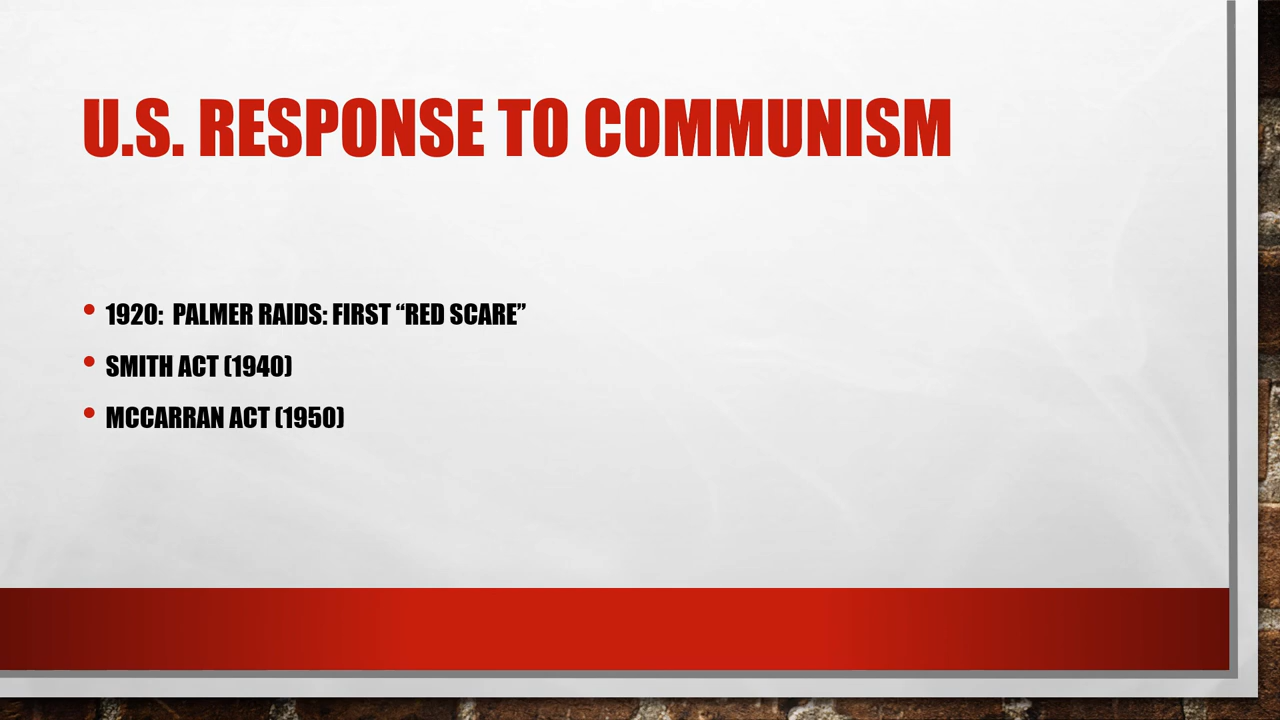 U.S. RESPONSE TO COMMUNISM
• 1920:  PALMER RAIDS: FIRST “RED SCARE”
• SMITH ACT (1940)
• MCCARRAN ACT (1950)